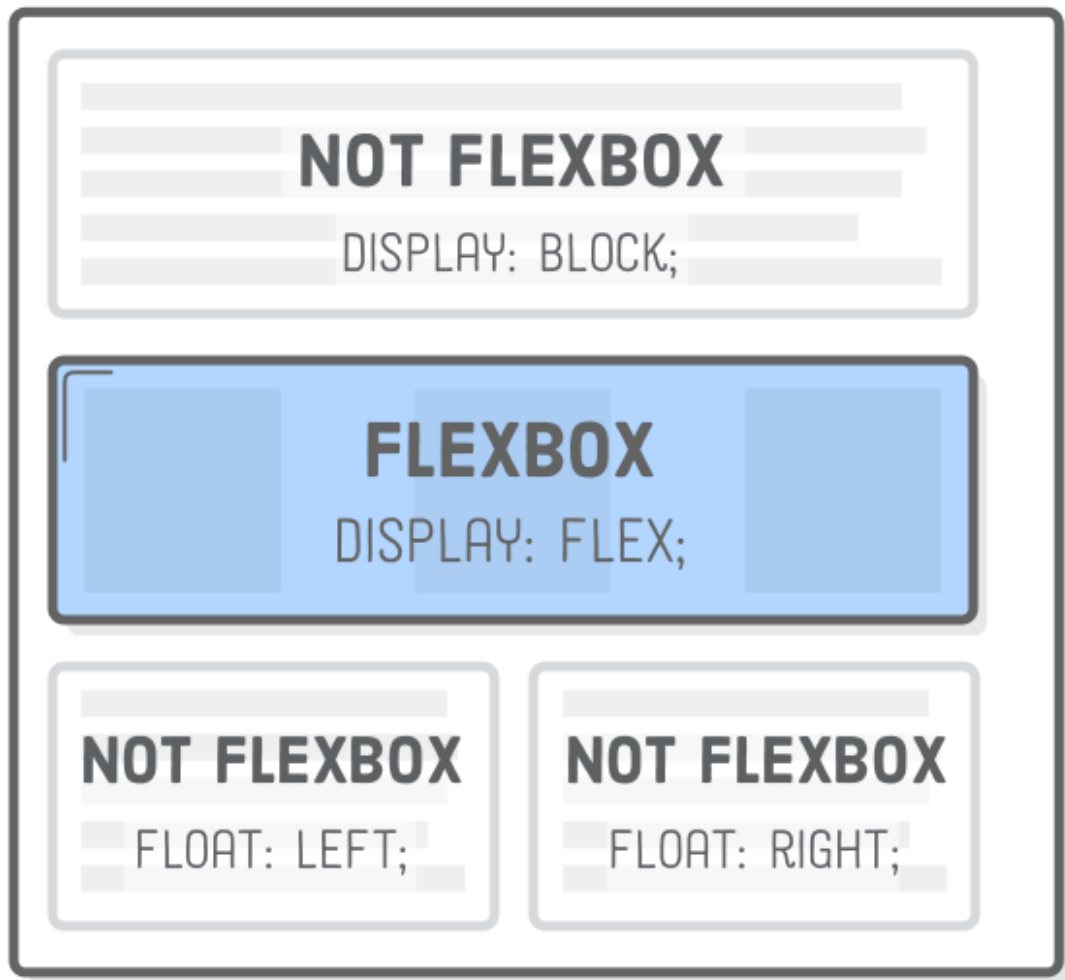 NOT FLEXBOX
DISPLAY: BLOCK;
FLEXBOX
DISPLAY: FLEX;
NOT FLEXBOX
FLOAT: LEFT;
NOT FLEXBOX
FLOAT: RIGHT;